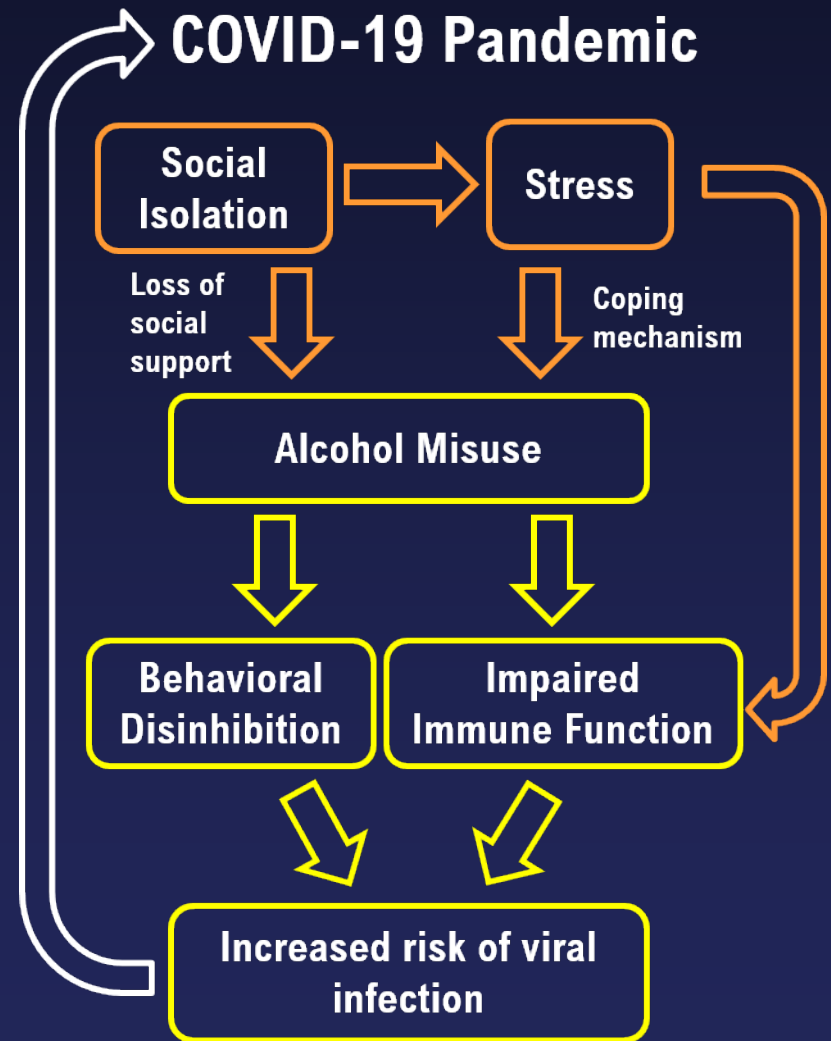 COVID-19 Pandemic
Social
Isolation
Stress
Loss of
social
support
Coping
mechanism
Alcohol Misuse
Behavioral
Disinhibition
Impaired
Immune Function
Increased risk of viral
infection